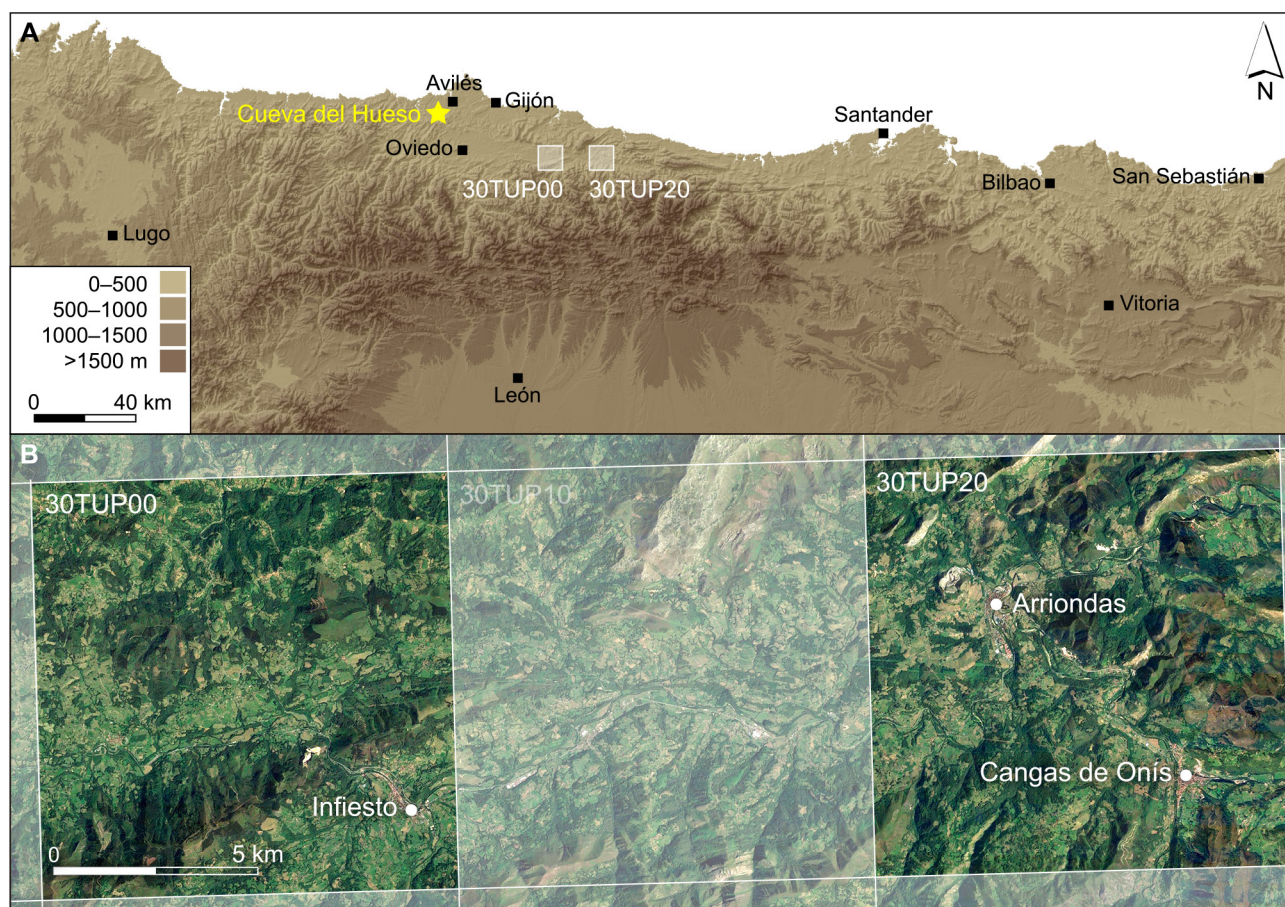 A
N
Avilés
Gijón
Cueva del Hueso
Santander
Oviedo
30TUP00
30TUP20
Bilbao
San Sebastián
Lugo
0–500
500–1000
1000–1500
>1500 m
0
40 km
Vitoria
León
B
30TUP00
30TUP10
30TUP20
Arriondas
Cangas de Onís
Infiesto
0
5 km